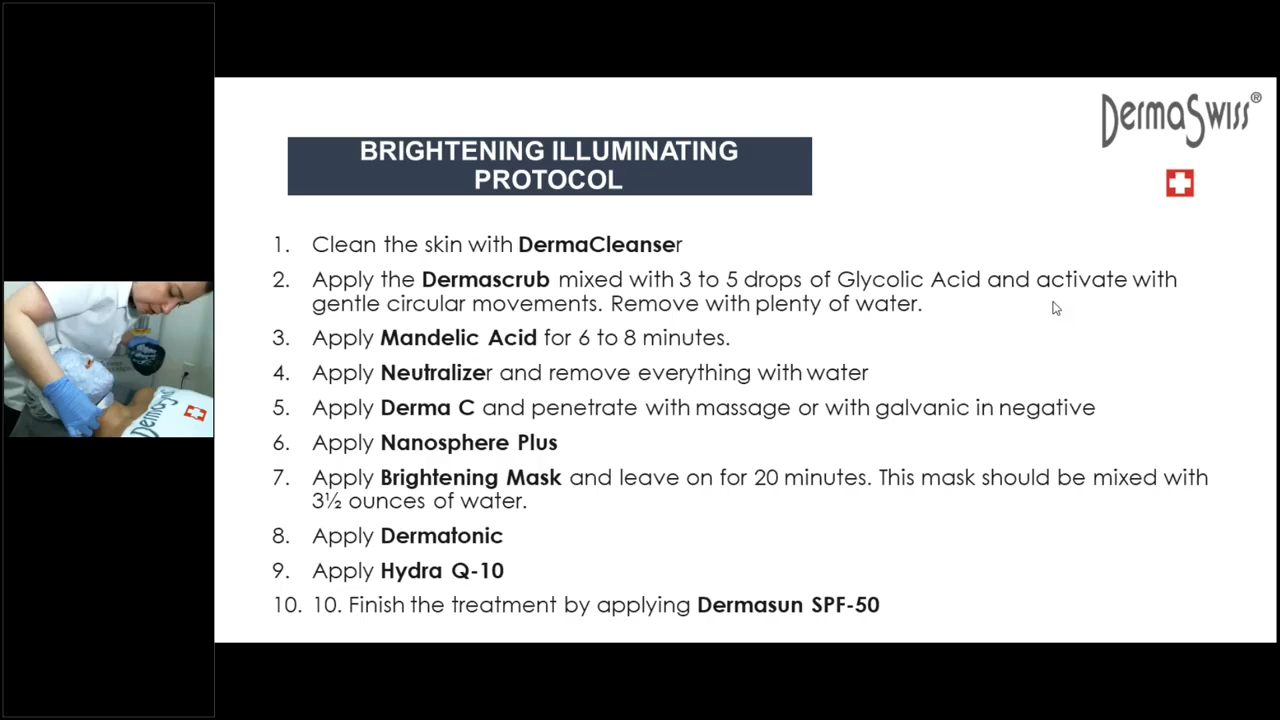 DermaSwiss®
BRIGHTENING ILLUMINATING
PROTOCOL
1. Clean the skin with DermaCleanser
2. Apply the Dermascrub mixed with 3 to 5 drops of Glycolic Acid and activate with
gentle circular movements. Remove with plenty of water.
3. Apply Mandelic Acid for 6 to 8 minutes.
4. Apply Neutralizer and remove everything with water
5. Apply Derma C and penetrate with massage or with galvanic in negative
6. Apply Nanosphere Plus
7. Apply Brightening Mask and leave on for 20 minutes. This mask should be mixed with
3½ ounces of water.
8. Apply Dermatonic
9. Apply Hydra Q-10
10. 10. Finish the treatment by applying Dermasun SPF-50